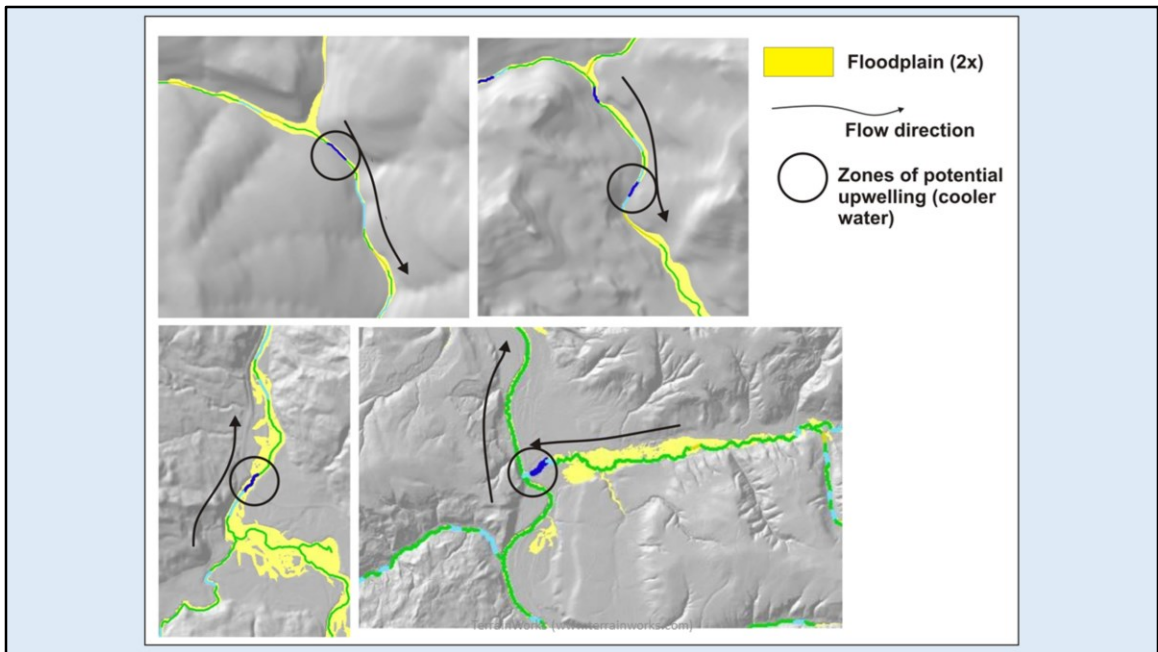 Floodplain (2x)
Flow direction
Zones of potential
upwelling (cooler
water)
TerrainWorks (www.terrainworks.com)